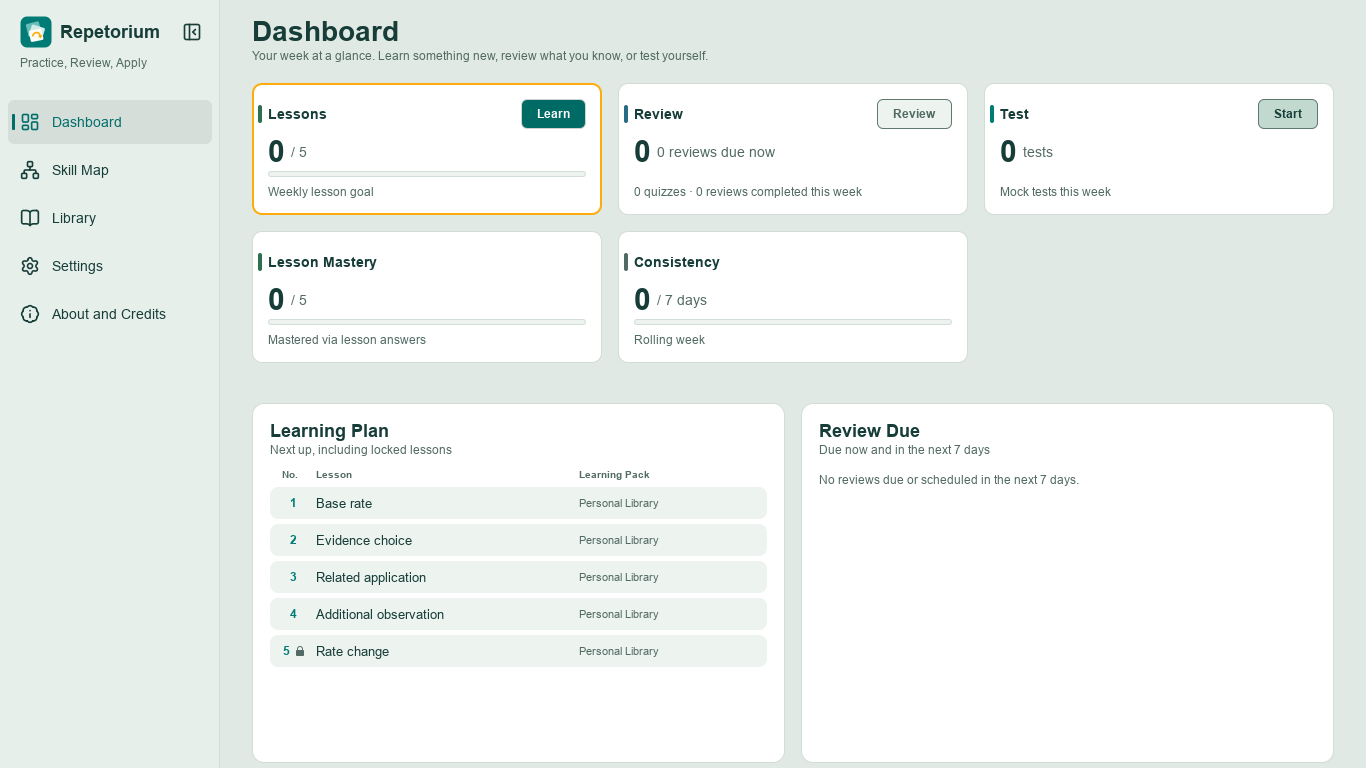 Repetorium
Practice, Review, Apply
Dashboard
Skill Map
Library
Settings
About and Credits
Dashboard
Your week at a glance. Learn something new, review what you know, or test yourself.
Lessons
Learn
0 / 5
Weekly lesson goal
Review
Review
0 0 reviews due now
0 quizzes · 0 reviews completed this week
Test
Start
0 tests
Mock tests this week
Lesson Mastery
0 / 5
Mastered via lesson answers
Consistency
0 / 7 days
Rolling week
Learning Plan
Next up, including locked lessons
No. Lesson Learning Pack
1 Base rate Personal Library
2 Evidence choice Personal Library
3 Related application Personal Library
4 Additional observation Personal Library
5 Rate change Personal Library
Review Due
Due now and in the next 7 days
No reviews due or scheduled in the next 7 days.